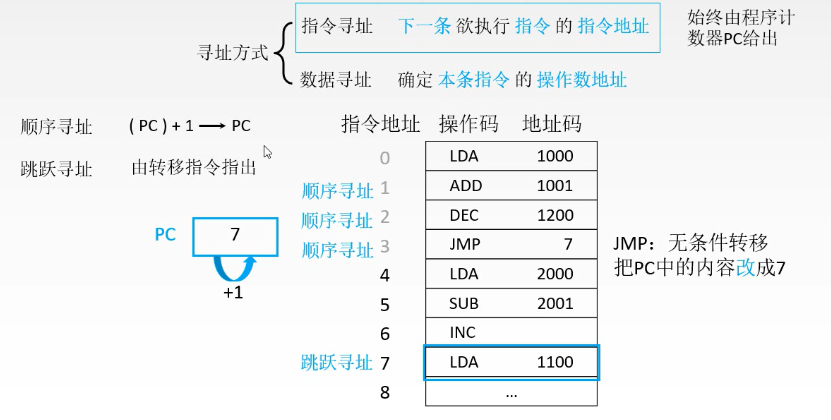 寻址方式
指令寻址 下一条 欲执行 指令 的 指令地址
始终由程序计
数器PC给出
数据寻址 确定 本条指令 的 操作数地址
顺序寻址 ( PC ) + 1 → PC
跳跃寻址 由转移指令指出
指令地址 操作码 地址码
0 LDA 1000
顺序寻址 1 ADD 1001
顺序寻址 2 DEC 1200
顺序寻址 3 JMP 7
4 LDA 2000
5 SUB 2001
6 INC
跳跃寻址 7 LDA 1100
8 ...
PC 7
+1
JMP：无条件转移
把PC中的内容改成7